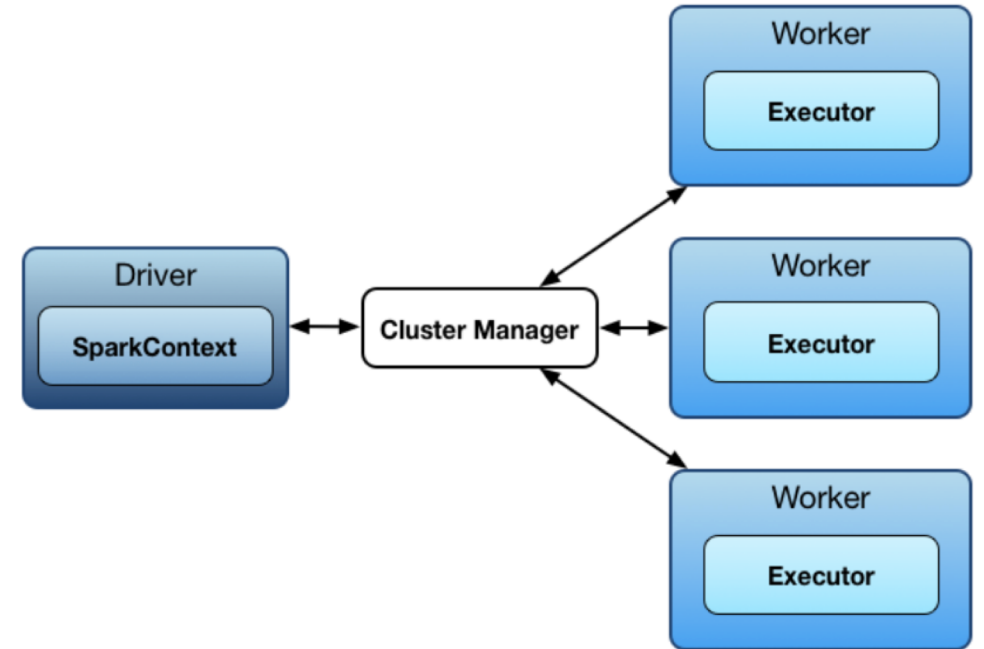 Driver
SparkContext
Cluster Manager
Worker
Executor
Worker
Executor
Worker
Executor